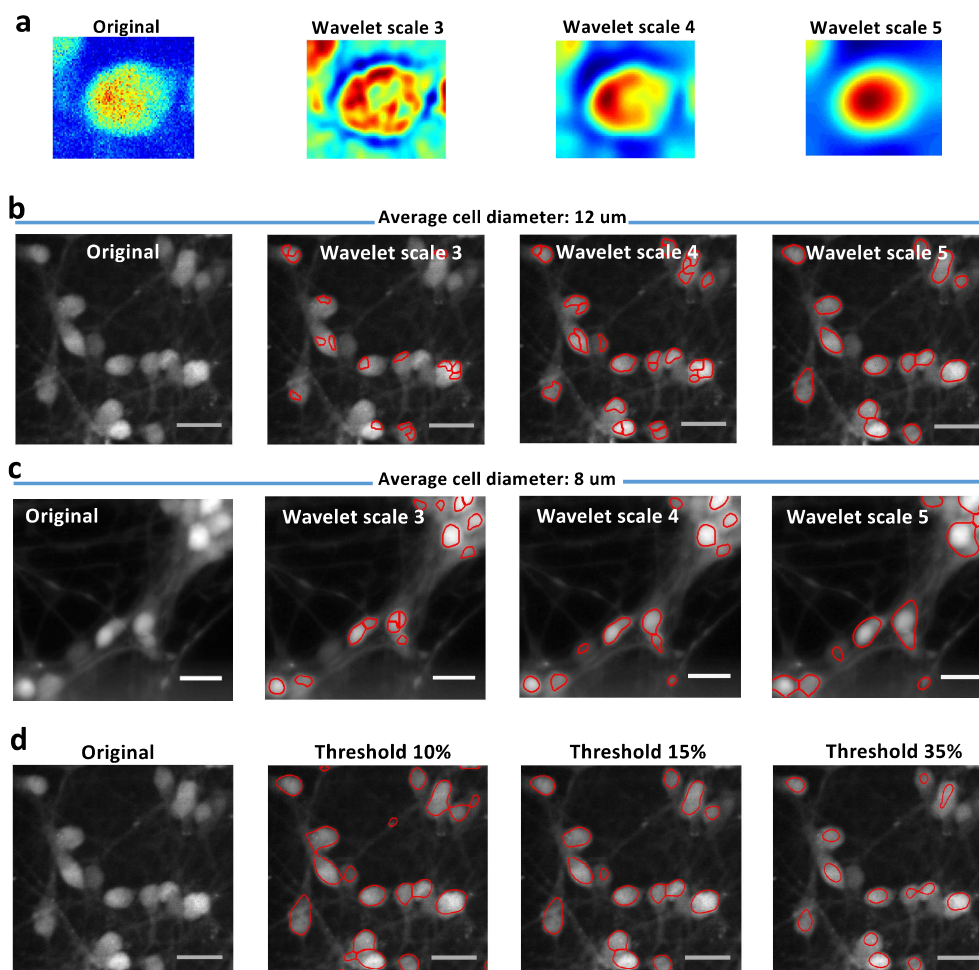 a
Original
Wavelet scale 3
Wavelet scale 4
Wavelet scale 5
b
Average cell diameter: 12 um
Original
Wavelet scale 3
Wavelet scale 4
Wavelet scale 5
c
Average cell diameter: 8 um
Original
Wavelet scale 3
Wavelet scale 4
Wavelet scale 5
d
Original
Threshold 10%
Threshold 15%
Threshold 35%